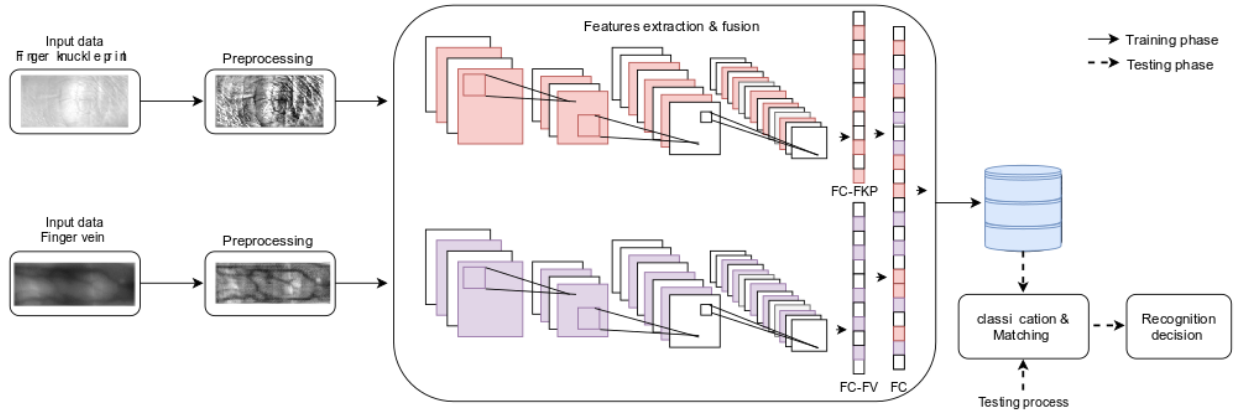 Input data
Finger knuckle print
Preprocessing
Features extraction & fusion
Training phase
Testing phase
FC-FKP
Input data
Finger vein
Preprocessing
FC-FV
FC
classi cation &
Matching
Recognition
decision
Testing process